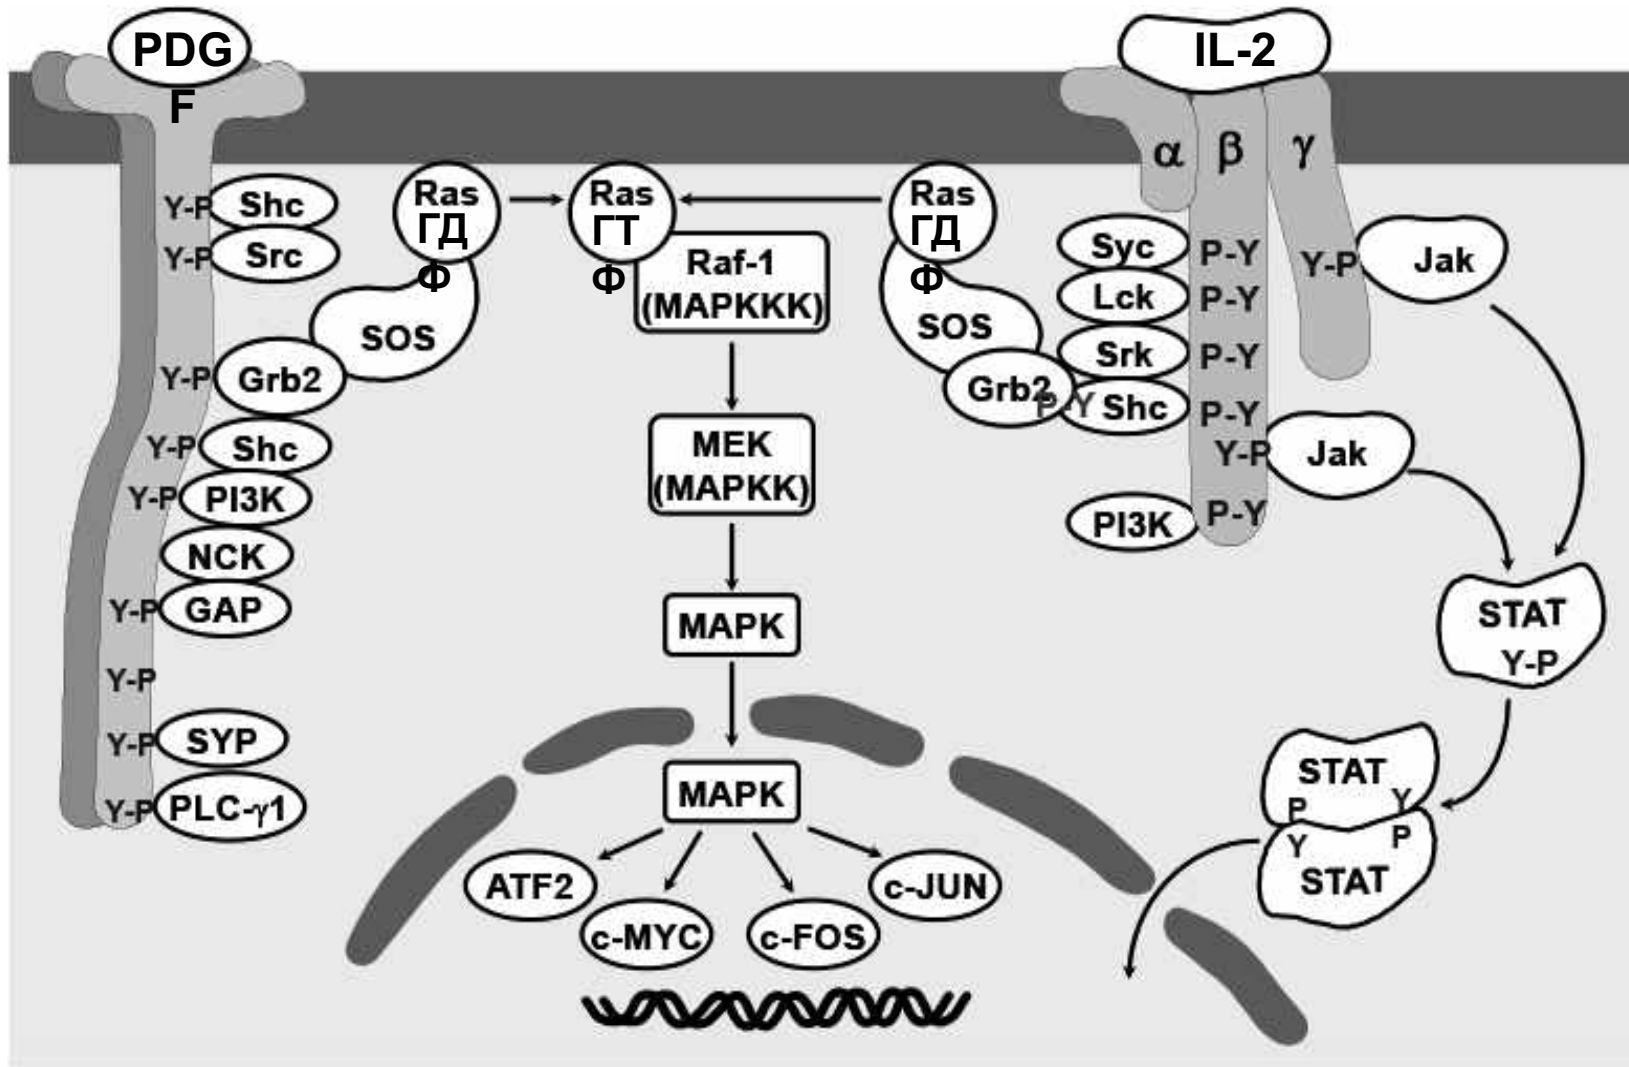 PDG
F
IL-2
α β γ
Y-P Shc
Y-P Src
Y-P Grb2
SOS
Ras
ГД
Ф
Y-P Shc
Y-P PI3K
NCK
Y-P GAP
Y-P
Y-P SYP
Y-P PLC-γ1
Ras
ГТ
Ф
Raf-1
(MAPKKK)
MEK
(MAPKK)
MAPK
MAPK
ATF2
c-MYC
c-FOS
c-JUN
Ras
ГД
Ф
SOS
Grb2
P-Y Shc P-Y
Syc P-Y
Lck P-Y
Srk P-Y
PI3K P-Y
Y-P Jak
Y-P Jak
STAT
Y-P
STAT
P Y
Y P
STAT